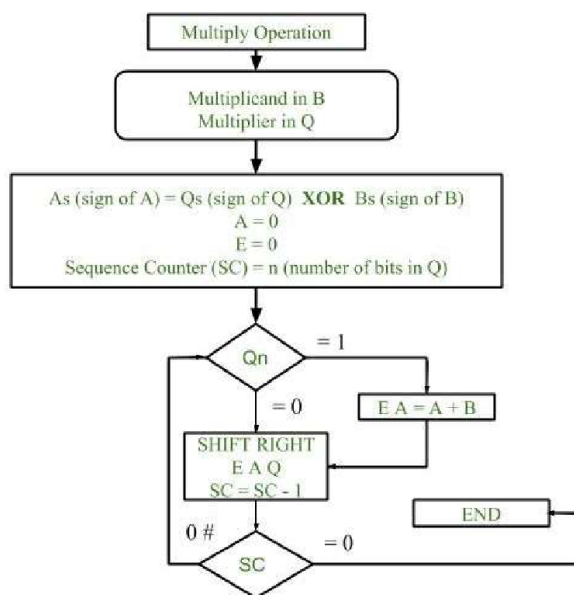 Multiply Operation
Multiplicand in B
Multiplier in Q
As (sign of A) = Qs (sign of Q) XOR Bs (sign of B)
A = 0
E = 0
Sequence Counter (SC) = n (number of bits in Q)
Qn
= 1
= 0
E A = A + B
SHIFT RIGHT
E A Q
SC = SC - 1
END
0 #
= 0
SC